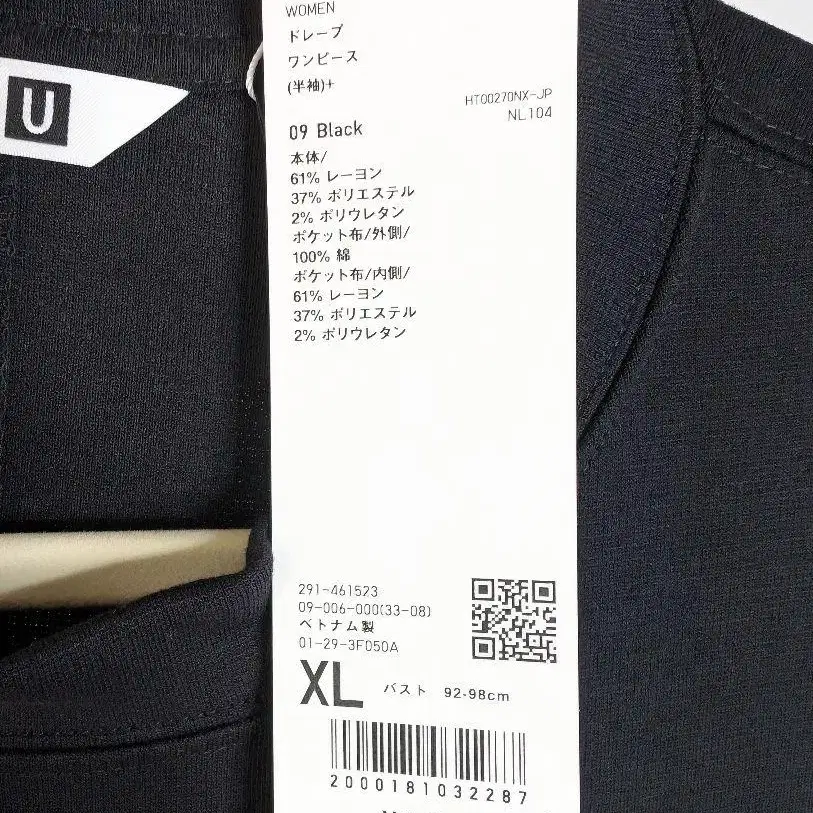 U
WOMEN
ドレープ
ワンピース
(半袖)+
HT00270NX-JP
NL104
09 Black
本体/
61% レーヨン
37% ポリエステル
2% ポリウレタン
ポケット布/外側/
100% 綿
ポケット布/内側/
61% レーヨン
37% ポリエステル
2% ポリウレタン
291-461523
09-006-000(33-08)
ベトナム製
01-29-3F050A
XL バスト 92-98cm
2000181032287